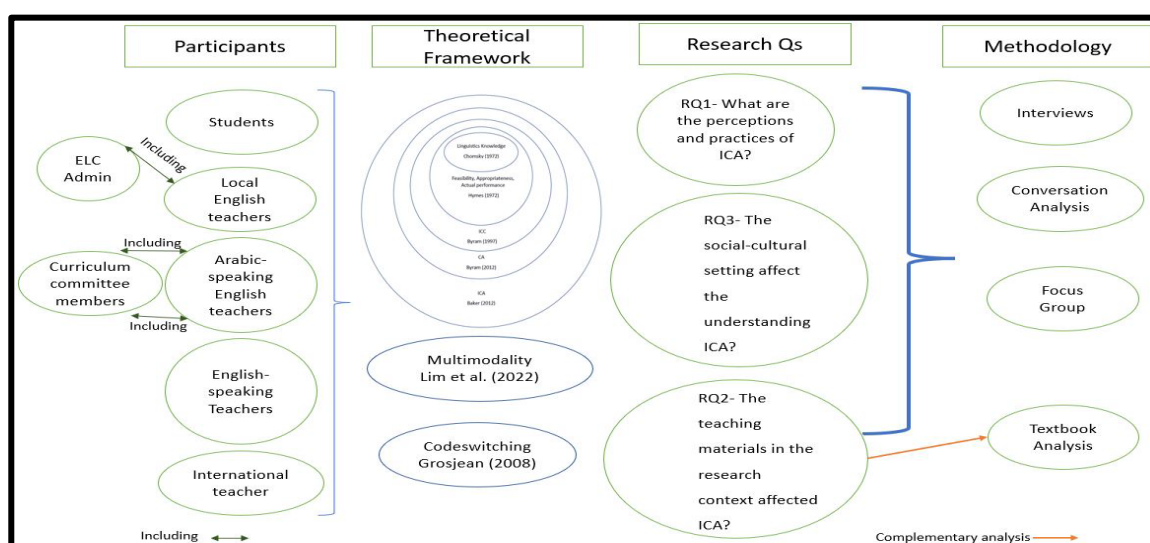 Participants
Theoretical
Framework
Research Qs
Methodology
Students
ELC
Admin
Including
Local
English
teachers
Including
Curriculum
committee
members
Arabic-
speaking
English
teachers
Including
English-
speaking
Teachers
International
teacher
Including
Linguistics Knowledge
Chomsky (1972)
Feasibility, Appropriateness,
Actual performance
Hymes (1972)
ICC
Byram (1997)
CA
Byram (2012)
ICA
Baker (2012)
Multimodality
Lim et al. (2022)
Codeswitching
Grosjean (2008)
RQ1- What are
the perceptions
and practices of
ICA?
RQ3- The
social-cultural
setting affect
the
understanding
ICA?
RQ2- The
teaching
materials in the
research
context affected
ICA?
Interviews
Conversation
Analysis
Focus
Group
Textbook
Analysis
Complementary analysis